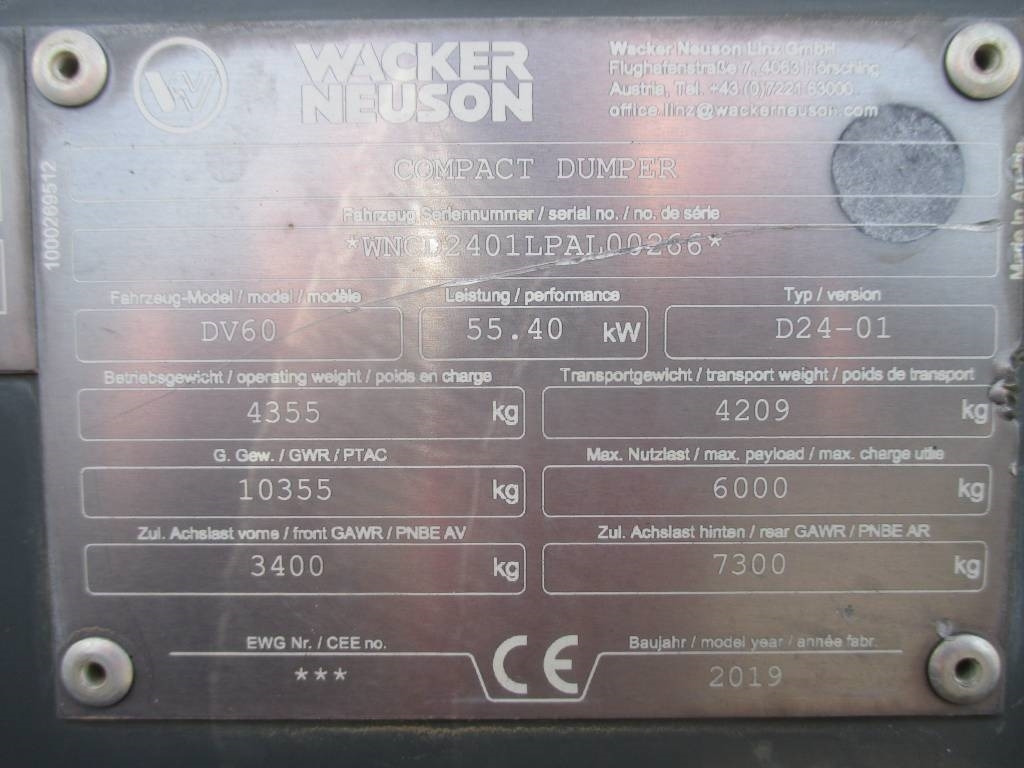 WACKER
NEUSON
Wacker Neuson Linz GmbH
Flughafenstraße 7, 4063 Hörsching
Austria, Tel. +43 (0)7221 63000
office.linz@wackerneuson.com
COMPACT DUMPER
1000269512
Made in Austria
Fahrzeug Seriennummer / serial no. / no. de série
*WNCD2401LPAL00266*
Fahrzeug-Model / model / modèle Leistung / performance Typ / version
DV60 55.40 kW D24-01
Betriebsgewicht / operating weight / poids en charge Transportgewicht / transport weight / poids de transport
4355 kg 4209 kg
G. Gew. / GWR / PTAC Max. Nutzlast / max. payload / max. charge utile
10355 kg 6000 kg
Zul. Achslast vorne / front GAWR / PNBE AV Zul. Achslast hinten / rear GAWR / PNBE AR
3400 kg 7300 kg
EWG Nr. / CEE no. CE Baujahr / model year / année fabr.
*** 2019